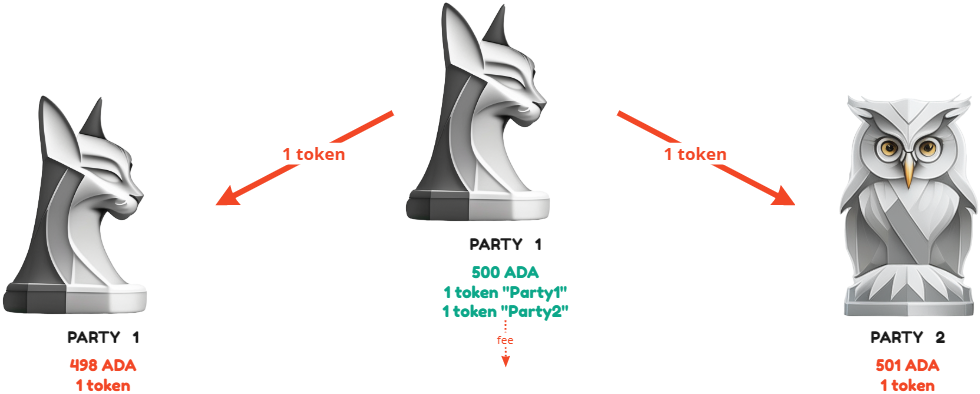 1 token
1 token
PARTY 1
500 ADA
1 token "Party1"
1 token "Party2"
fee
PARTY 1
498 ADA
1 token
PARTY 2
501 ADA
1 token